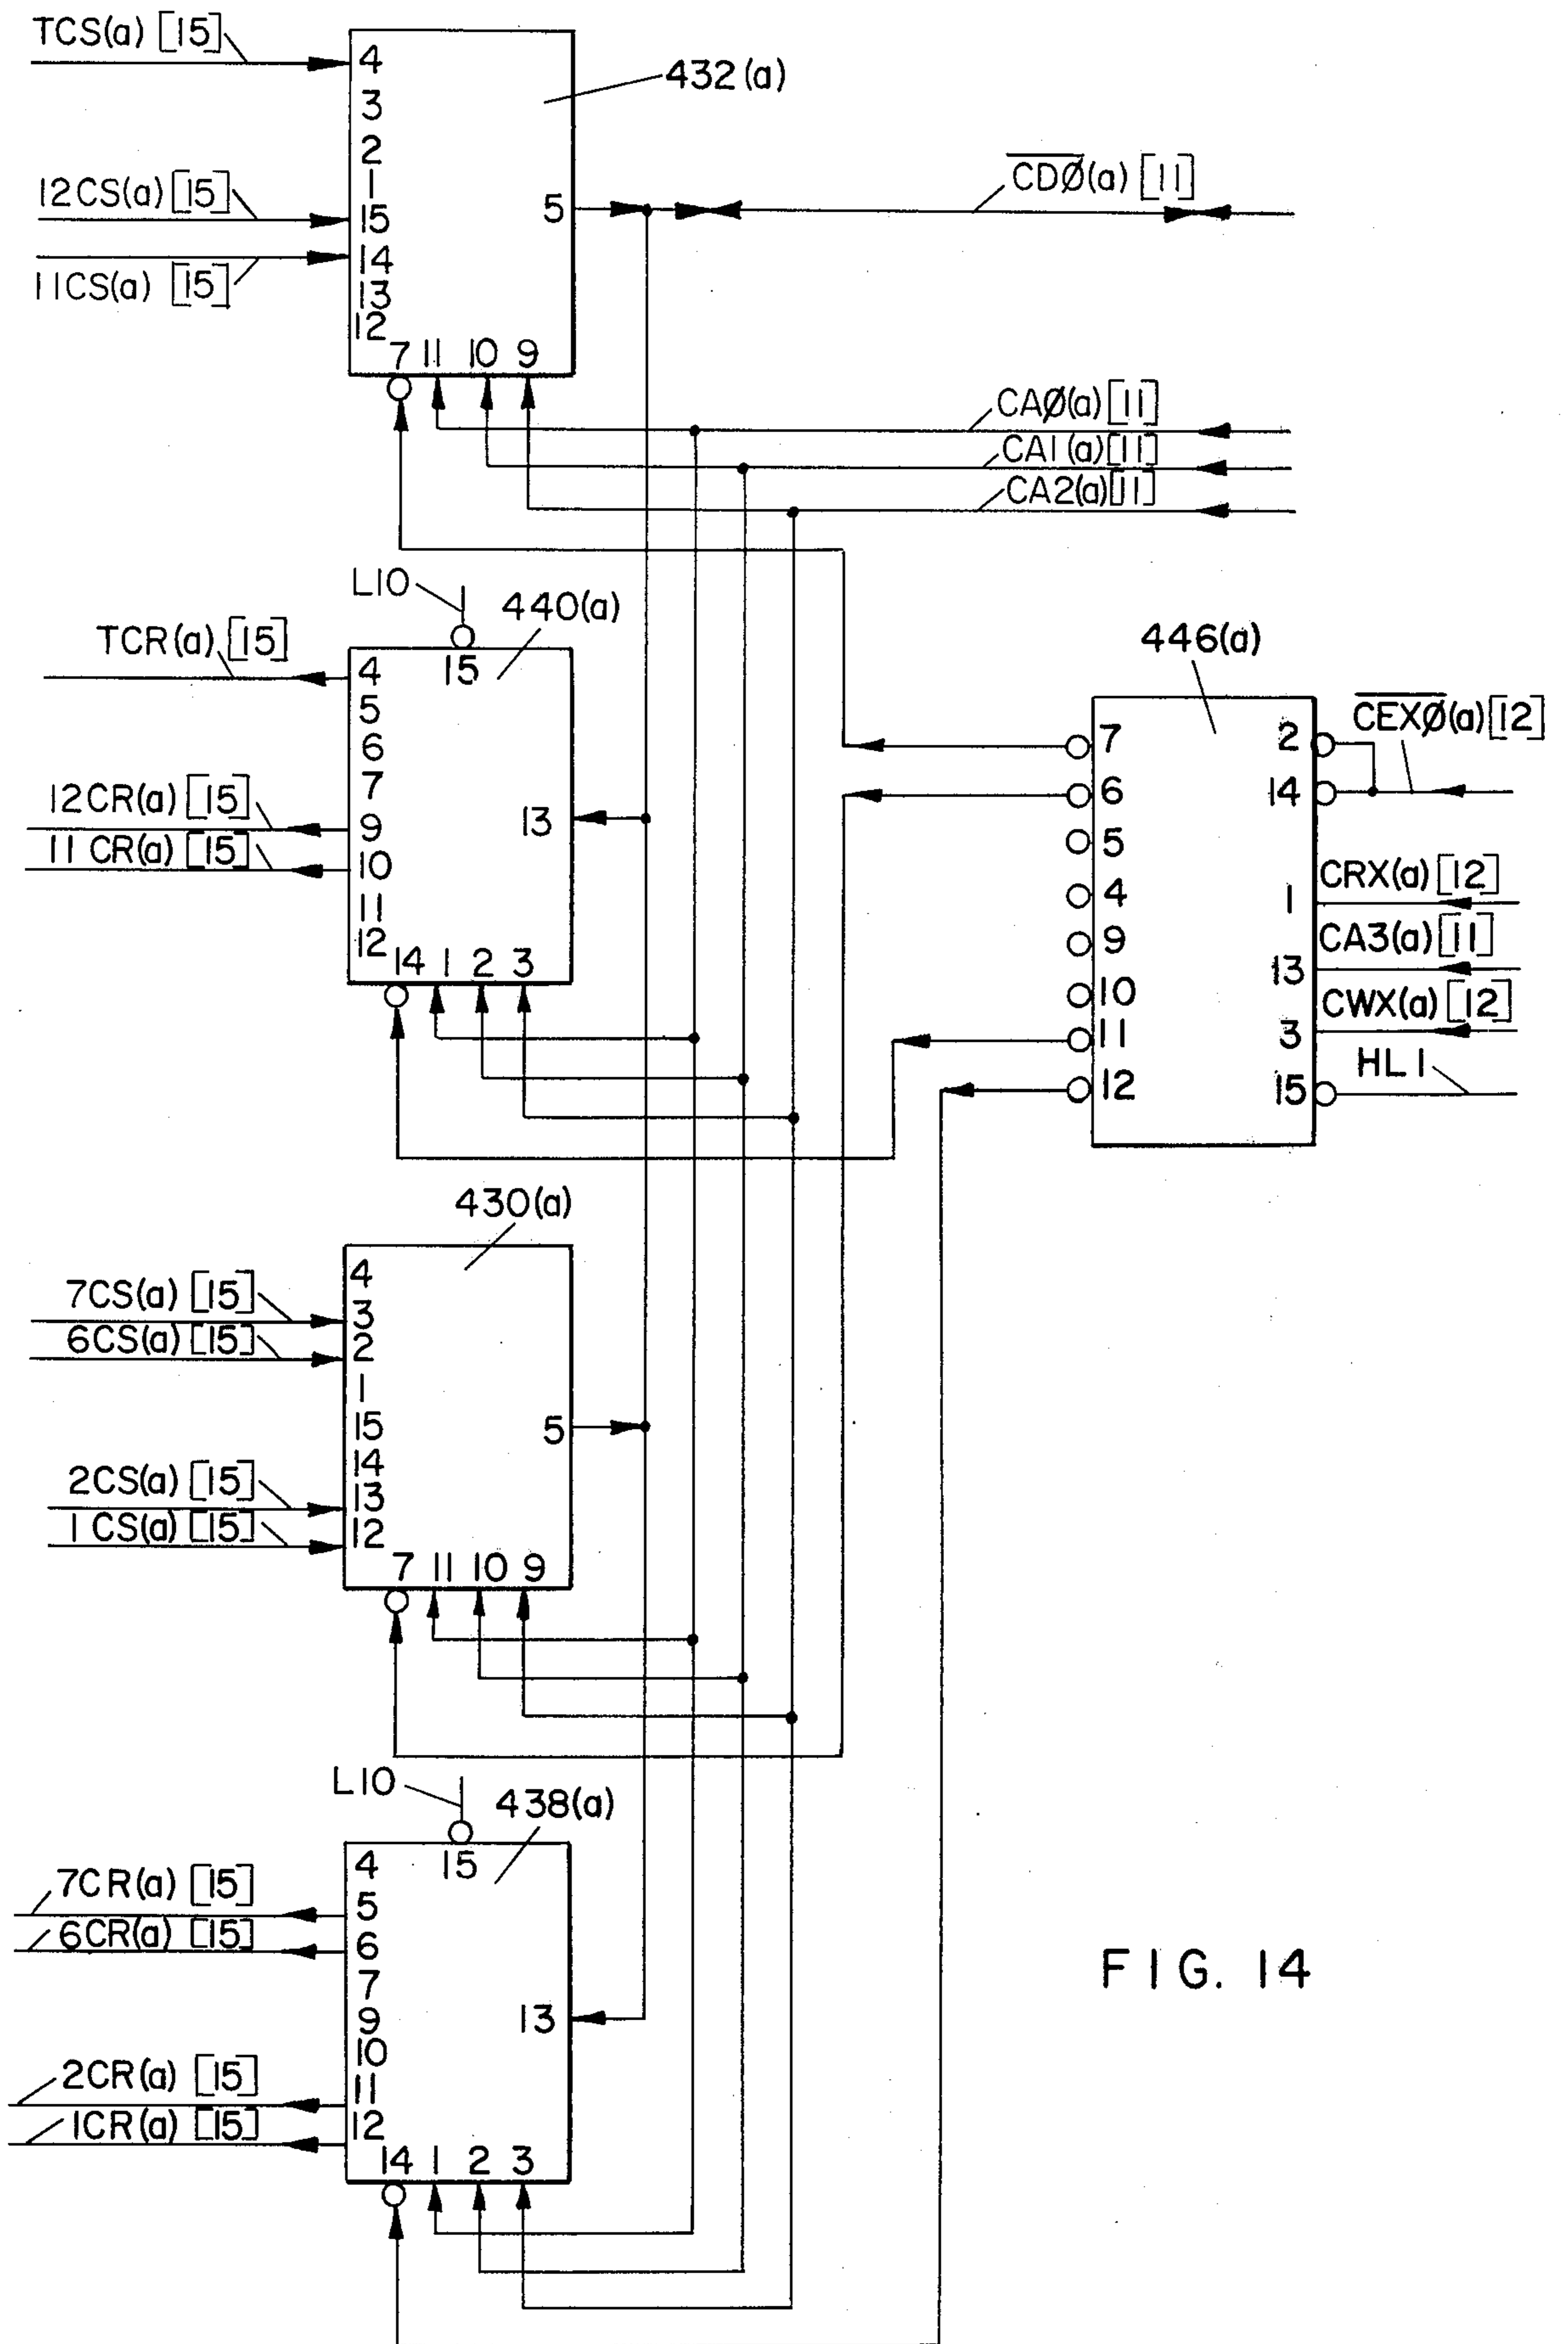 TCS(a) [15]
4
432(a)
3
2
CDØ(a) [11]
12CS(a) [15]
1
15
5
14
11CS(a) [15]
13
12
7 11 10 9
CAØ(a) [11]
CA1(a) [11]
CA2(a) [11]
L10
440(a)
TCR(a) [15]
15
4
446(a)
5
6
7
12CR(a) [15]
9
13
11 CR(a) [15]
10
11
12
14 1 2 3
7
2
CEXØ(a) [12]
6
14
5
4
1
CRX(a) [12]
9
CA3(a) [11]
10
13
CWX(a) [12]
11
3
HL1
12
15
430(a)
4
7CS(a) [15]
3
6CS(a) [15]
2
1
15
5
14
2CS(a) [15]
13
1 CS(a) [15]
12
7 11 10 9
L10
438(a)
15
4
7CR(a) [15]
5
6CR(a) [15]
6
7
9
13
10
2CR(a) [15]
11
1CR(a) [15]
12
14 1 2 3
FIG. 14